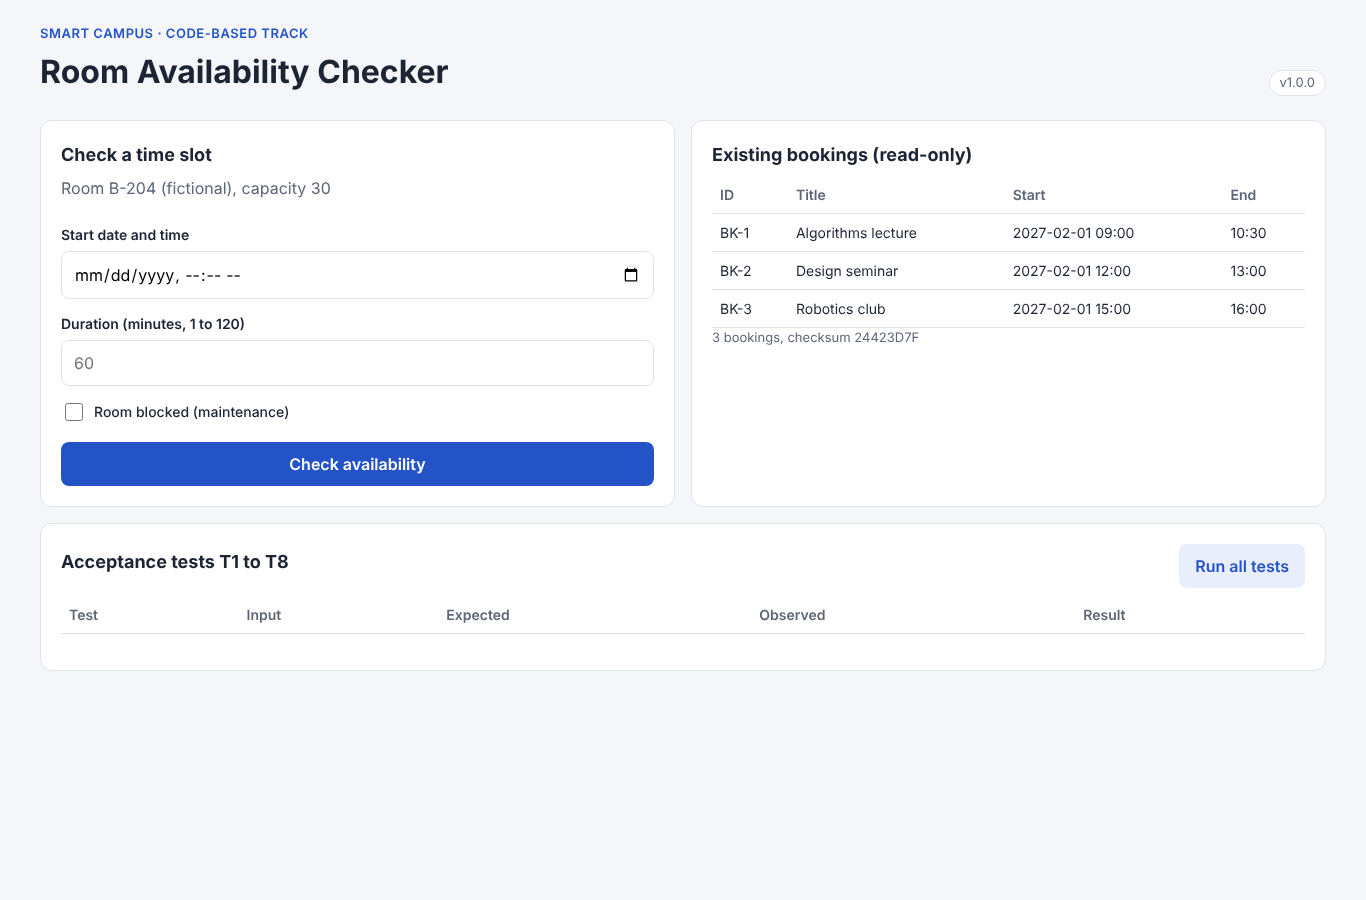 SMART CAMPUS · CODE-BASED TRACK
Room Availability Checker
v1.0.0
Check a time slot
Room B-204 (fictional), capacity 30
Start date and time
mm/dd/yyyy, --:-- --
Duration (minutes, 1 to 120)
60
Room blocked (maintenance)
Check availability
Existing bookings (read-only)
ID Title Start End
BK-1 Algorithms lecture 2027-02-01 09:00 10:30
BK-2 Design seminar 2027-02-01 12:00 13:00
BK-3 Robotics club 2027-02-01 15:00 16:00
3 bookings, checksum 24423D7F
Acceptance tests T1 to T8
Run all tests
Test Input Expected Observed Result